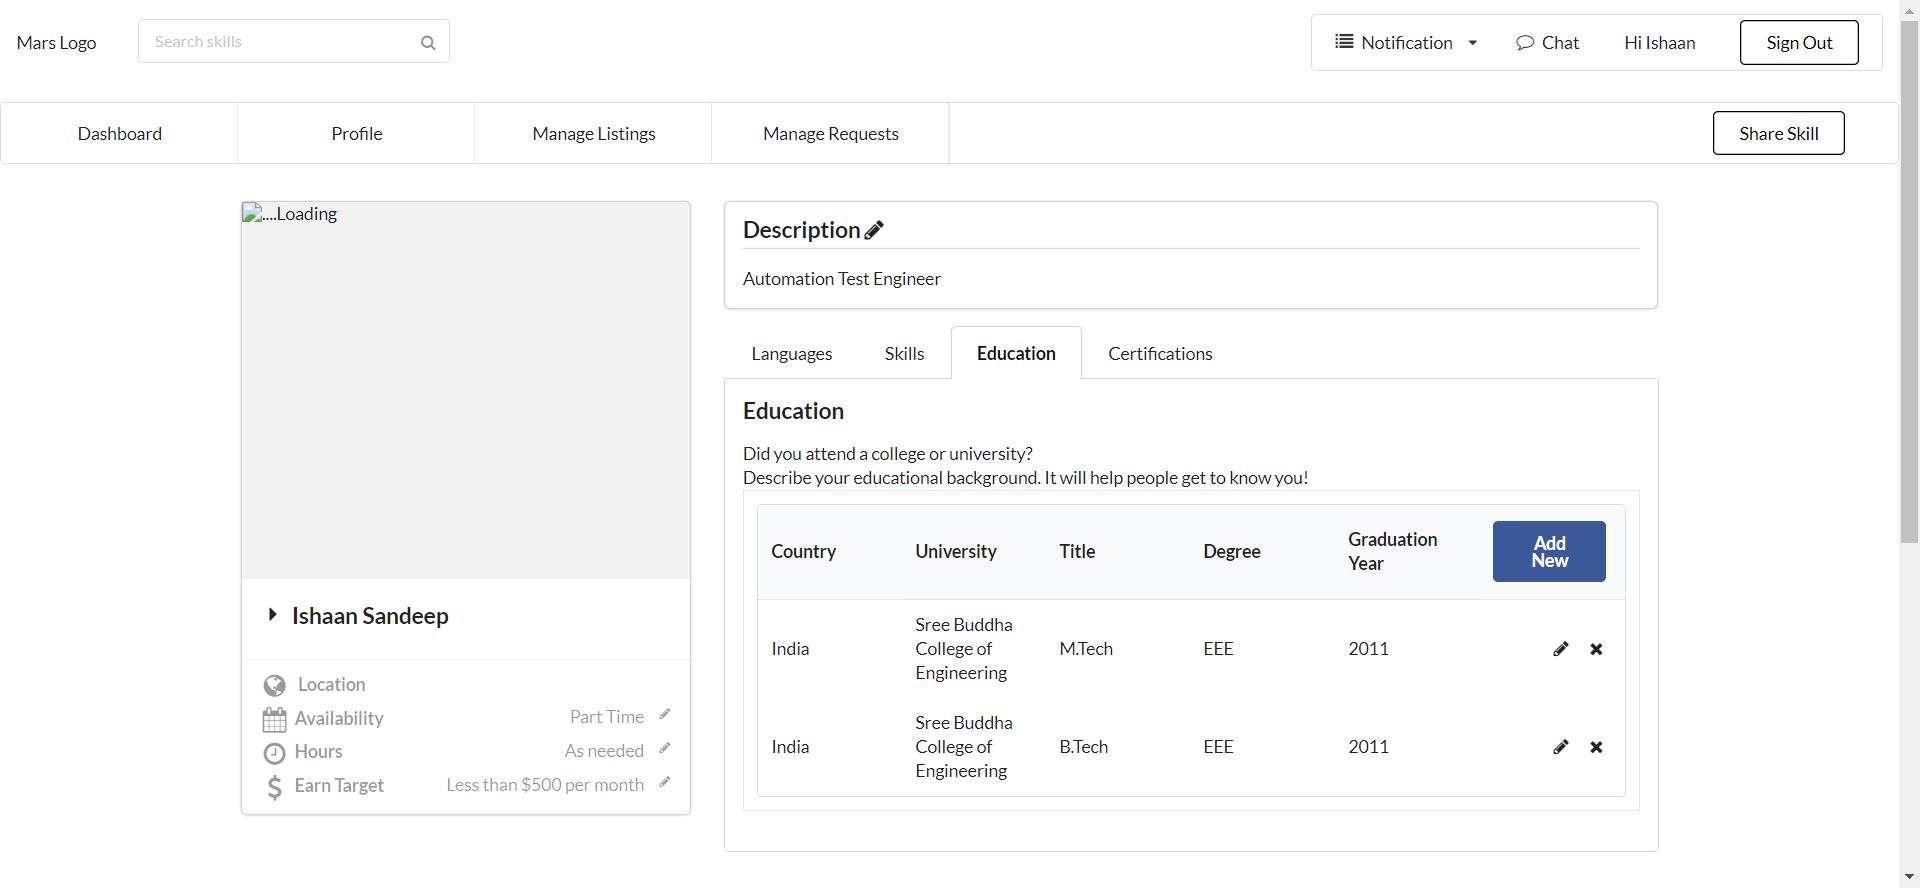 Mars Logo
Search skills
Notification
Chat
Hi Ishaan
Sign Out
Dashboard
Profile
Manage Listings
Manage Requests
Share Skill
....Loading
Ishaan Sandeep
Location
Availability
Part Time
Hours
As needed
Earn Target
Less than $500 per month
Description
Automation Test Engineer
Languages
Skills
Education
Certifications
Education
Did you attend a college or university?
Describe your educational background. It will help people get to know you!
Country
University
Title
Degree
Graduation
Year
Add
New
India
Sree Buddha
College of
Engineering
M.Tech
EEE
2011
India
Sree Buddha
College of
Engineering
B.Tech
EEE
2011